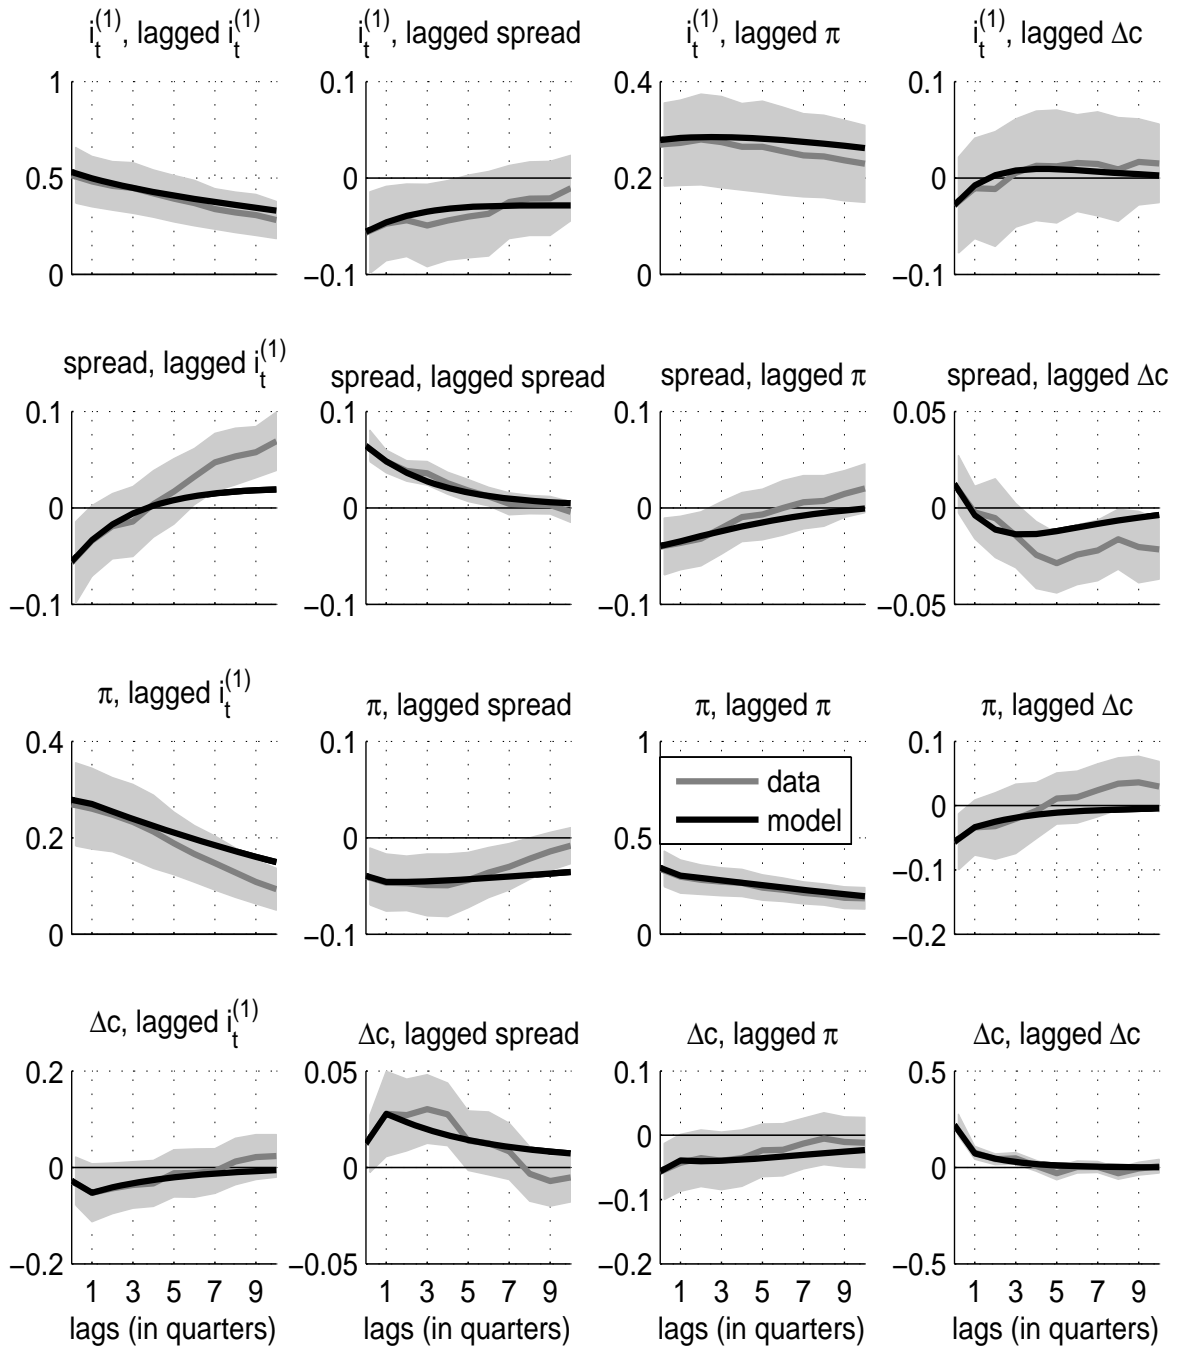 i_t^(1), lagged i_t^(1)
i_t^(1), lagged spread
i_t^(1), lagged π
i_t^(1), lagged Δc
1
0.5
0
0.1
0
−0.1
0.4
0.2
0
0.1
0
−0.1
spread, lagged i_t^(1)
spread, lagged spread
spread, lagged π
spread, lagged Δc
0.1
0
−0.1
0.1
0
−0.1
0.1
0
−0.1
0.05
0
−0.05
π, lagged i_t^(1)
π, lagged spread
π, lagged π
π, lagged Δc
0.4
0.2
0
0.1
0
−0.1
1
0.5
0
data
model
0.1
0
−0.1
−0.2
Δc, lagged i_t^(1)
Δc, lagged spread
Δc, lagged π
Δc, lagged Δc
0.2
0
−0.2
0.05
0
−0.05
0.1
0
−0.1
−0.2
0.5
0
−0.5
1 3 5 7 9
1 3 5 7 9
1 3 5 7 9
1 3 5 7 9
lags (in quarters)
lags (in quarters)
lags (in quarters)
lags (in quarters)